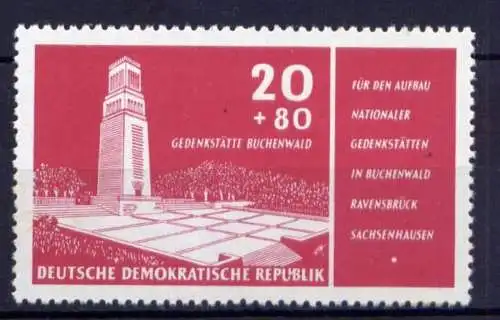 20
+ 80
GEDENKSTÄTTE BUCHENWALD
DEUTSCHE DEMOKRATISCHE REPUBLIK
FÜR DEN AUFBAU
NATIONALER
GEDENKSTÄTTEN
IN BUCHENWALD
RAVENSBRÜCK
SACHSENHAUSEN